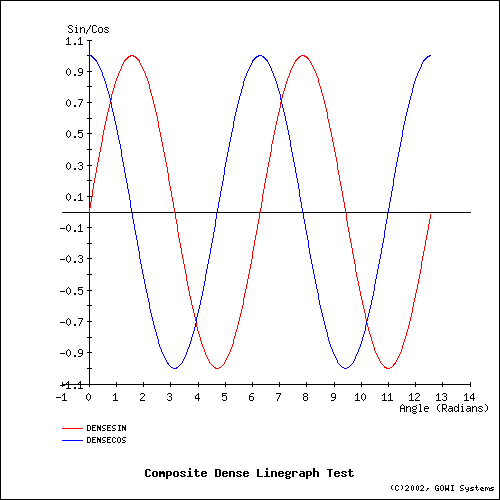 Sin/Cos
1.1
0.9
0.7
0.5
0.3
0.1
-0.1
-0.3
-0.5
-0.7
-0.9
-1.1
-1 0 1 2 3 4 5 6 7 8 9 10 11 12 13 14
Angle (Radians)
DENSESIN
DENSECOS
Composite Dense Linegraph Test
(C)2002, GOWI Systems